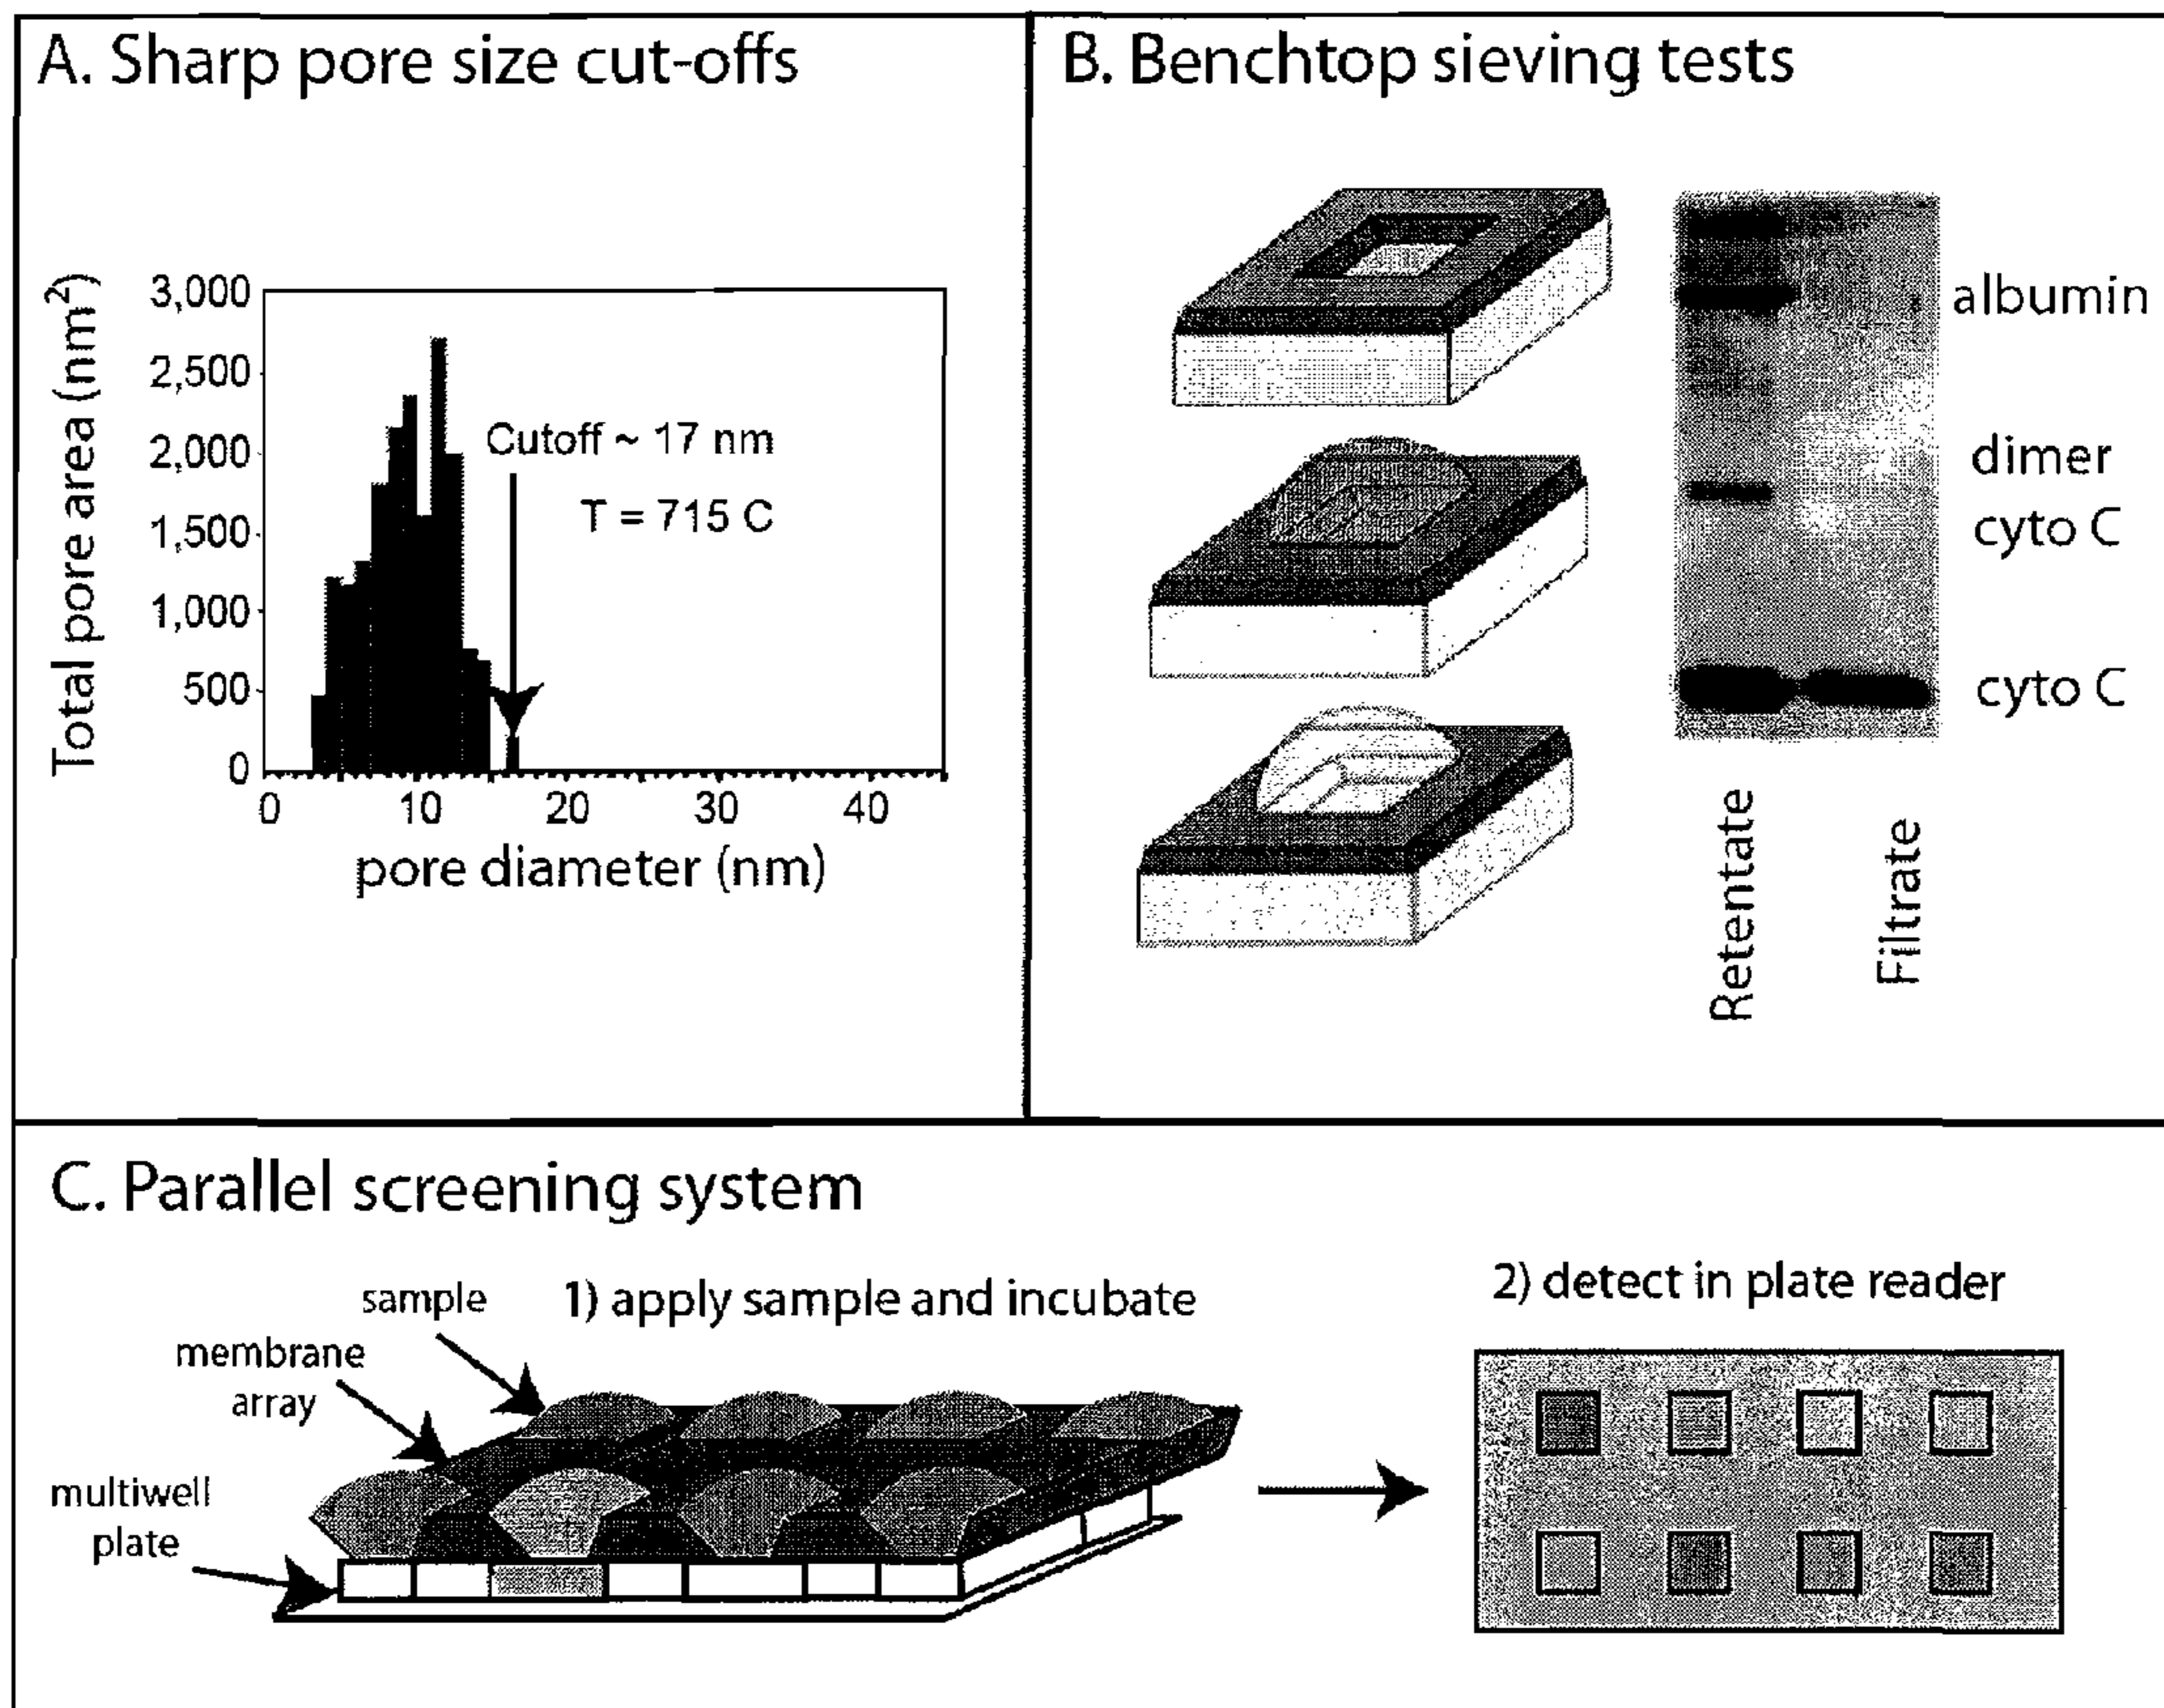 A. Sharp pore size cut-offs
Total pore area (nm²)
3,000
2,500
2,000
1,500
1,000
500
0
Cutoff ~ 17 nm
T = 715 C
0 10 20 30 40
pore diameter (nm)
B. Benchtop sieving tests
albumin
dimer
cyto C
cyto C
Retentate
Filtrate
C. Parallel screening system
sample
membrane
array
multiwell
plate
1) apply sample and incubate
2) detect in plate reader